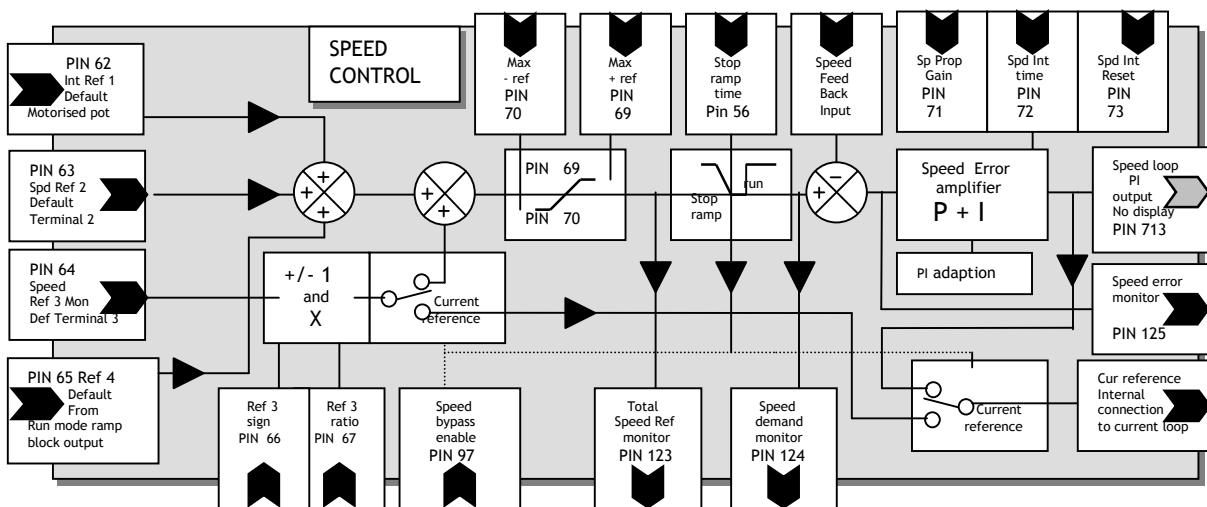 SPEED
CONTROL
PIN 62
Int Ref 1
Default
Motorised pot
PIN 63
Spd Ref 2
Default
Terminal 2
PIN 64
Speed
Ref 3 Mon
Def Terminal 3
PIN 65 Ref 4
Default
From
Run mode ramp
block output
Max
- ref
PIN
70
Max
+ ref
PIN
69
Stop
ramp
time
Pin 56
Speed
Feed
Back
Input
Sp Prop
Gain
PIN
71
Spd Int
time
PIN
72
Spd Int
Reset
PIN
73
+
+
+
+
+
PIN 69
PIN 70
Stop
ramp
run
-
+
Speed Error
amplifier
P + I
PI adaption
Speed loop
PI
output
No display
PIN 713
Speed error
monitor
PIN 125
+/- 1
and
X
Current
reference
Current
reference
Cur reference
Internal
connection
to current loop
Ref 3
sign
PIN 66
Ref 3
ratio
PIN 67
Speed
bypass
enable
PIN 97
Total
Speed Ref
monitor
PIN 123
Speed
demand
monitor
PIN 124